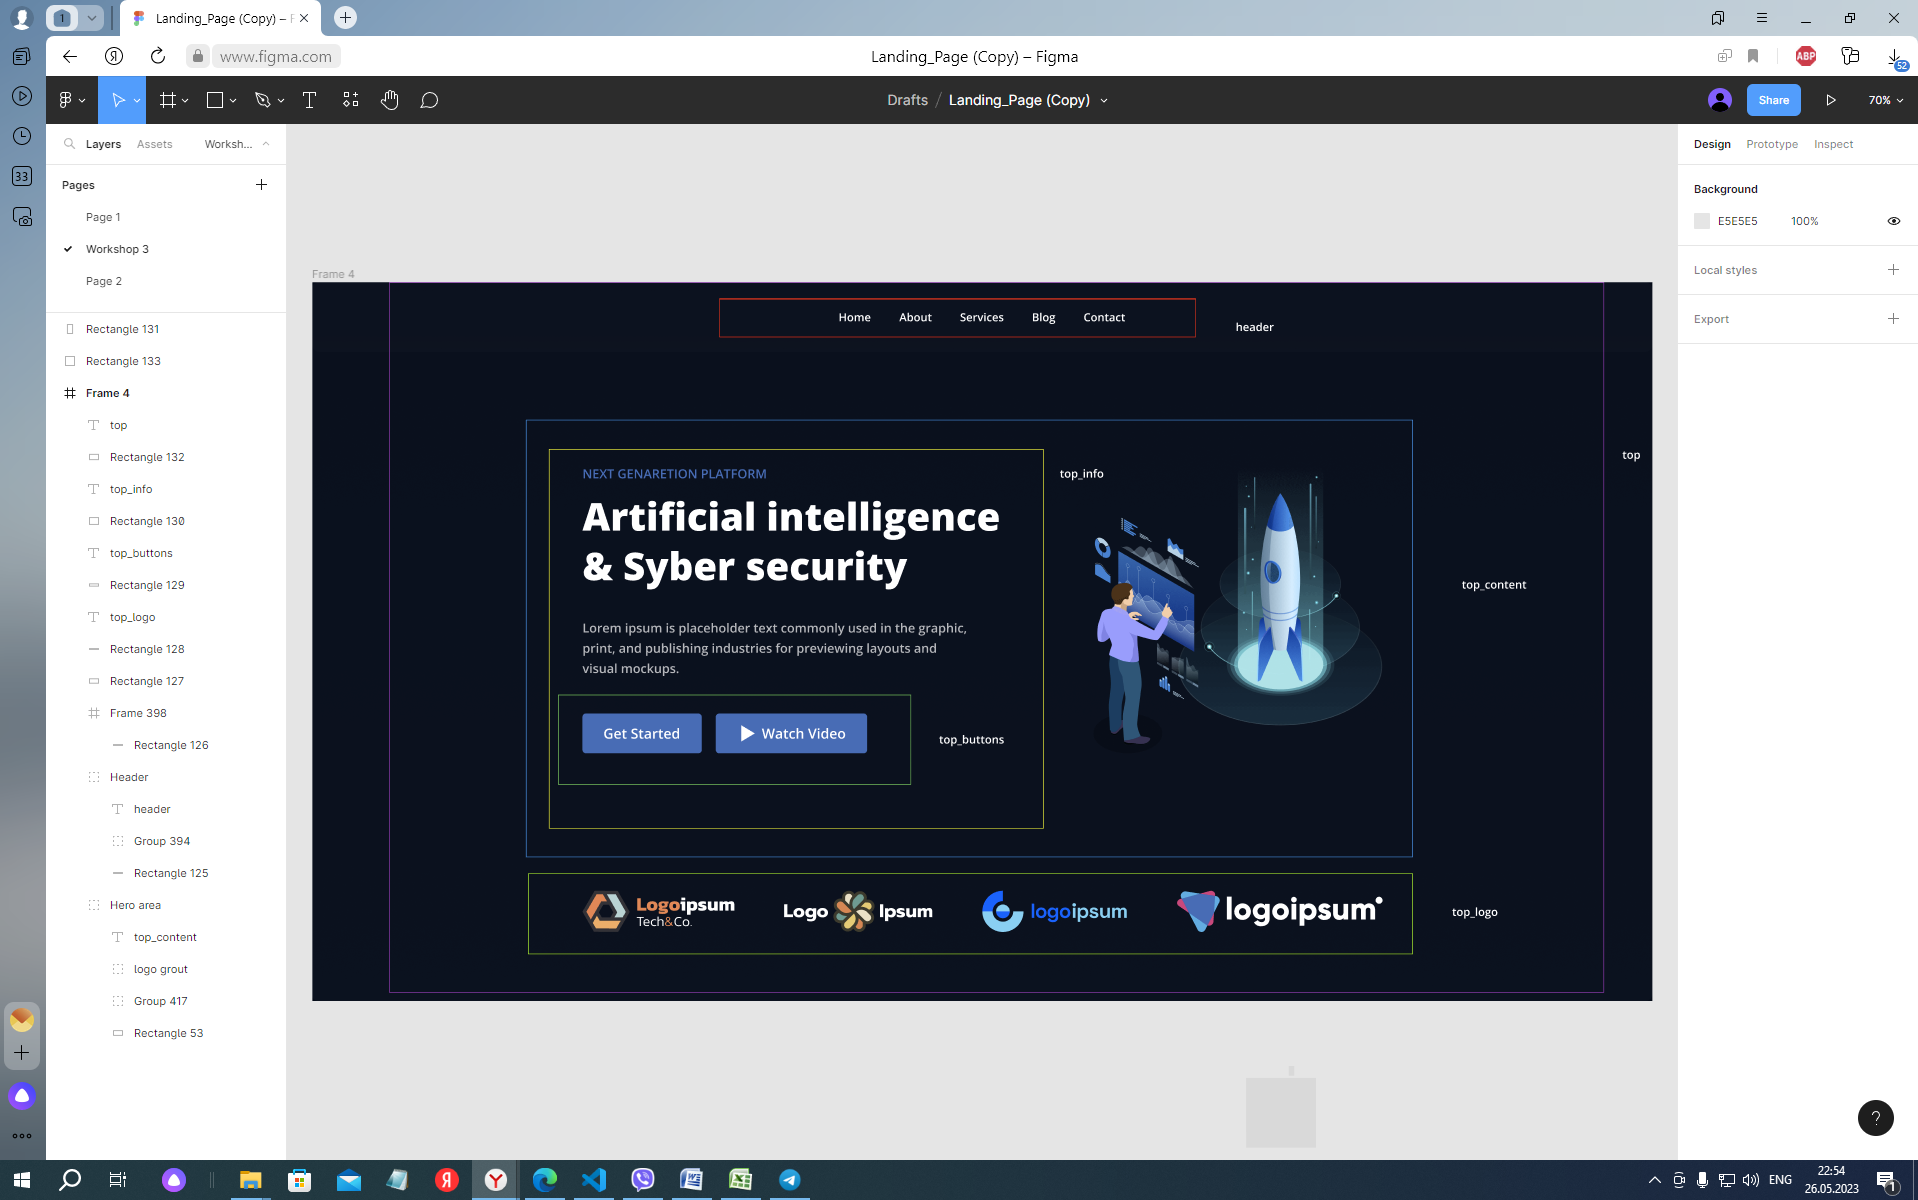 1
Landing_Page (Copy) – F
www.figma.com
Landing_Page (Copy) – Figma
ABP
52
33
Drafts / Landing_Page (Copy)
Share
70%
Layers
Assets
Worksh...
Pages
Page 1
Workshop 3
Page 2
Rectangle 131
Rectangle 133
Frame 4
top
Rectangle 132
top_info
Rectangle 130
top_buttons
Rectangle 129
top_logo
Rectangle 128
Rectangle 127
Frame 398
Rectangle 126
Header
header
Group 394
Rectangle 125
Hero area
top_content
logo grout
Group 417
Rectangle 53
Frame 4
Home
About
Services
Blog
Contact
header
top
NEXT GENARETION PLATFORM
top_info
Artificial intelligence
& Syber security
top_content
Lorem ipsum is placeholder text commonly used in the graphic,
print, and publishing industries for previewing layouts and
visual mockups.
Get Started
Watch Video
top_buttons
Logoipsum
Tech&Co.
Logo Ipsum
logoipsum
logoipsum
top_logo
Design
Prototype
Inspect
Background
E5E5E5
100%
Local styles
Export
?
Я
ENG
22:54
26.05.2023
1